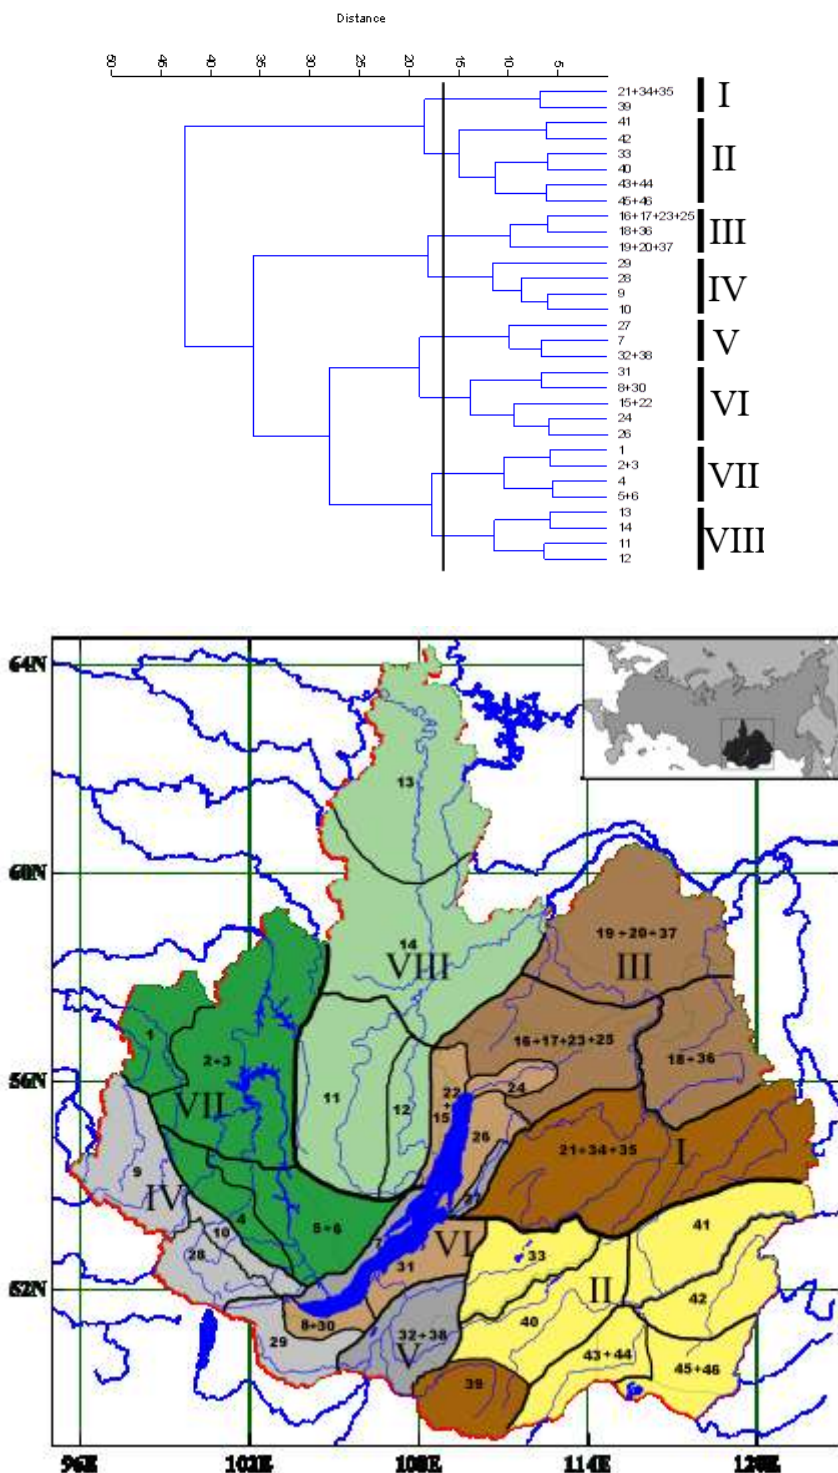 Distance
50 45 40 35 30 25 20 15 10 5
21+34+35
39
I
41
42
33
40
43+44
45+46
II
16+17+23+25
18+36
19+20+37
III
29
28
9
10
IV
27
7
32+38
V
31
8+30
15+22
24
26
VI
1
2+3
4
5+6
VII
13
14
11
12
VIII
64N
13
60N
19+20+37
14
VIII
III
16+17+23+25
1
2+3
18+36
56N
24
22
+
15
VII
11
12
26
21+34+35
I
9
27
IV
4
5+6
41
10
7
VI
28
33
31
52N
II
42
8+30
40
32+38
29
V
43+44
45+46
39
96E 102E 108E 114E 120E